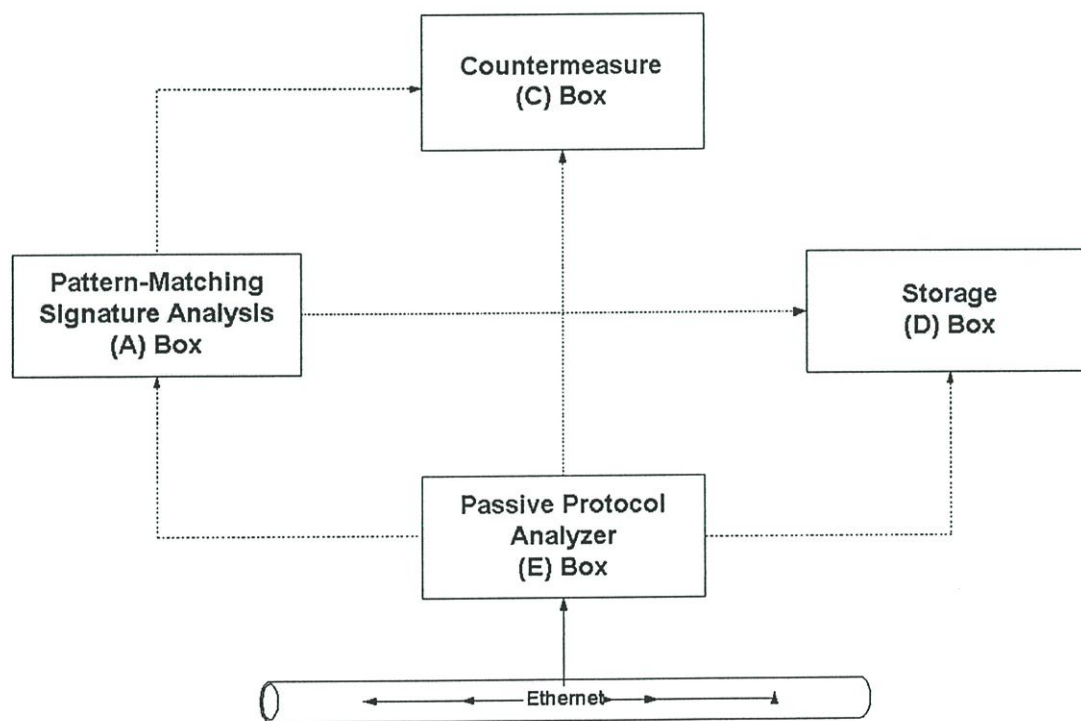 Countermeasure
(C) Box
Pattern-Matching
Signature Analysis
(A) Box
Storage
(D) Box
Passive Protocol
Analyzer
(E) Box
Ethernet